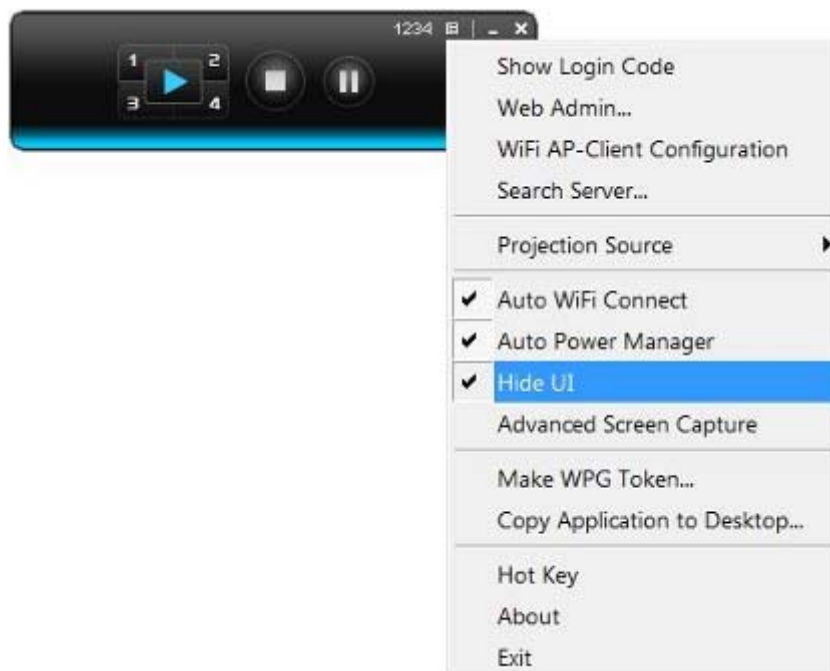 1234
1 2
3 4
Show Login Code
Web Admin...
WiFi AP-Client Configuration
Search Server...
Projection Source
Auto WiFi Connect
Auto Power Manager
Hide UI
Advanced Screen Capture
Make WPG Token...
Copy Application to Desktop...
Hot Key
About
Exit